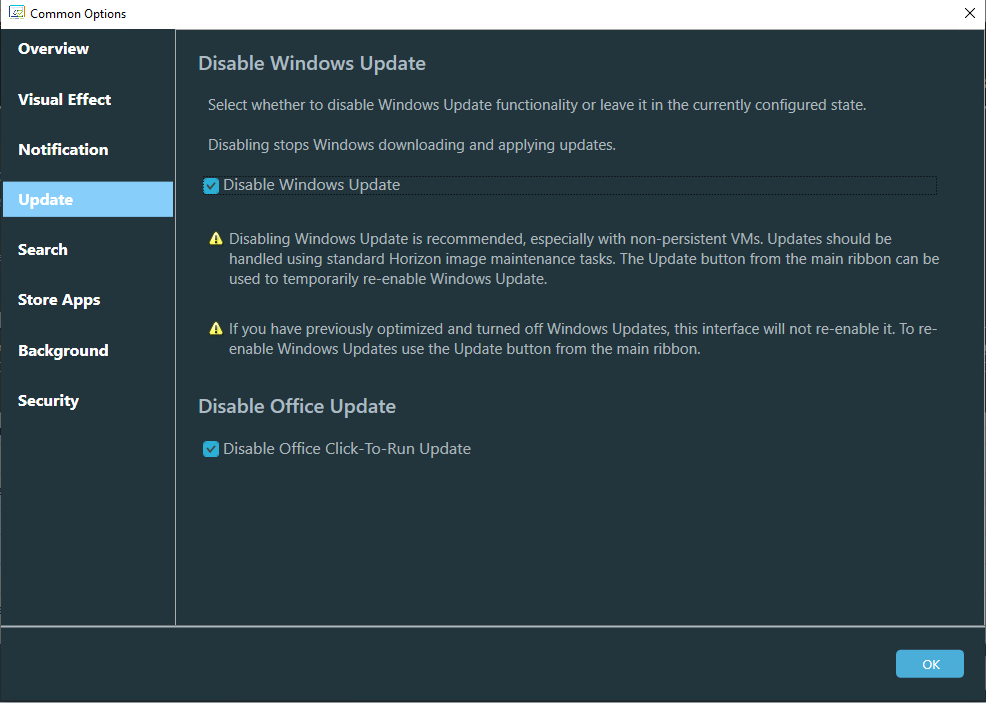 Common Options
Overview
Visual Effect
Notification
Update
Search
Store Apps
Background
Security
Disable Windows Update
Select whether to disable Windows Update functionality or leave it in the currently configured state.
Disabling stops Windows downloading and applying updates.
Disable Windows Update
Disabling Windows Update is recommended, especially with non-persistent VMs. Updates should be
handled using standard Horizon image maintenance tasks. The Update button from the main ribbon can be
used to temporarily re-enable Windows Update.
If you have previously optimized and turned off Windows Updates, this interface will not re-enable it. To re-
enable Windows Updates use the Update button from the main ribbon.
Disable Office Update
Disable Office Click-To-Run Update
OK